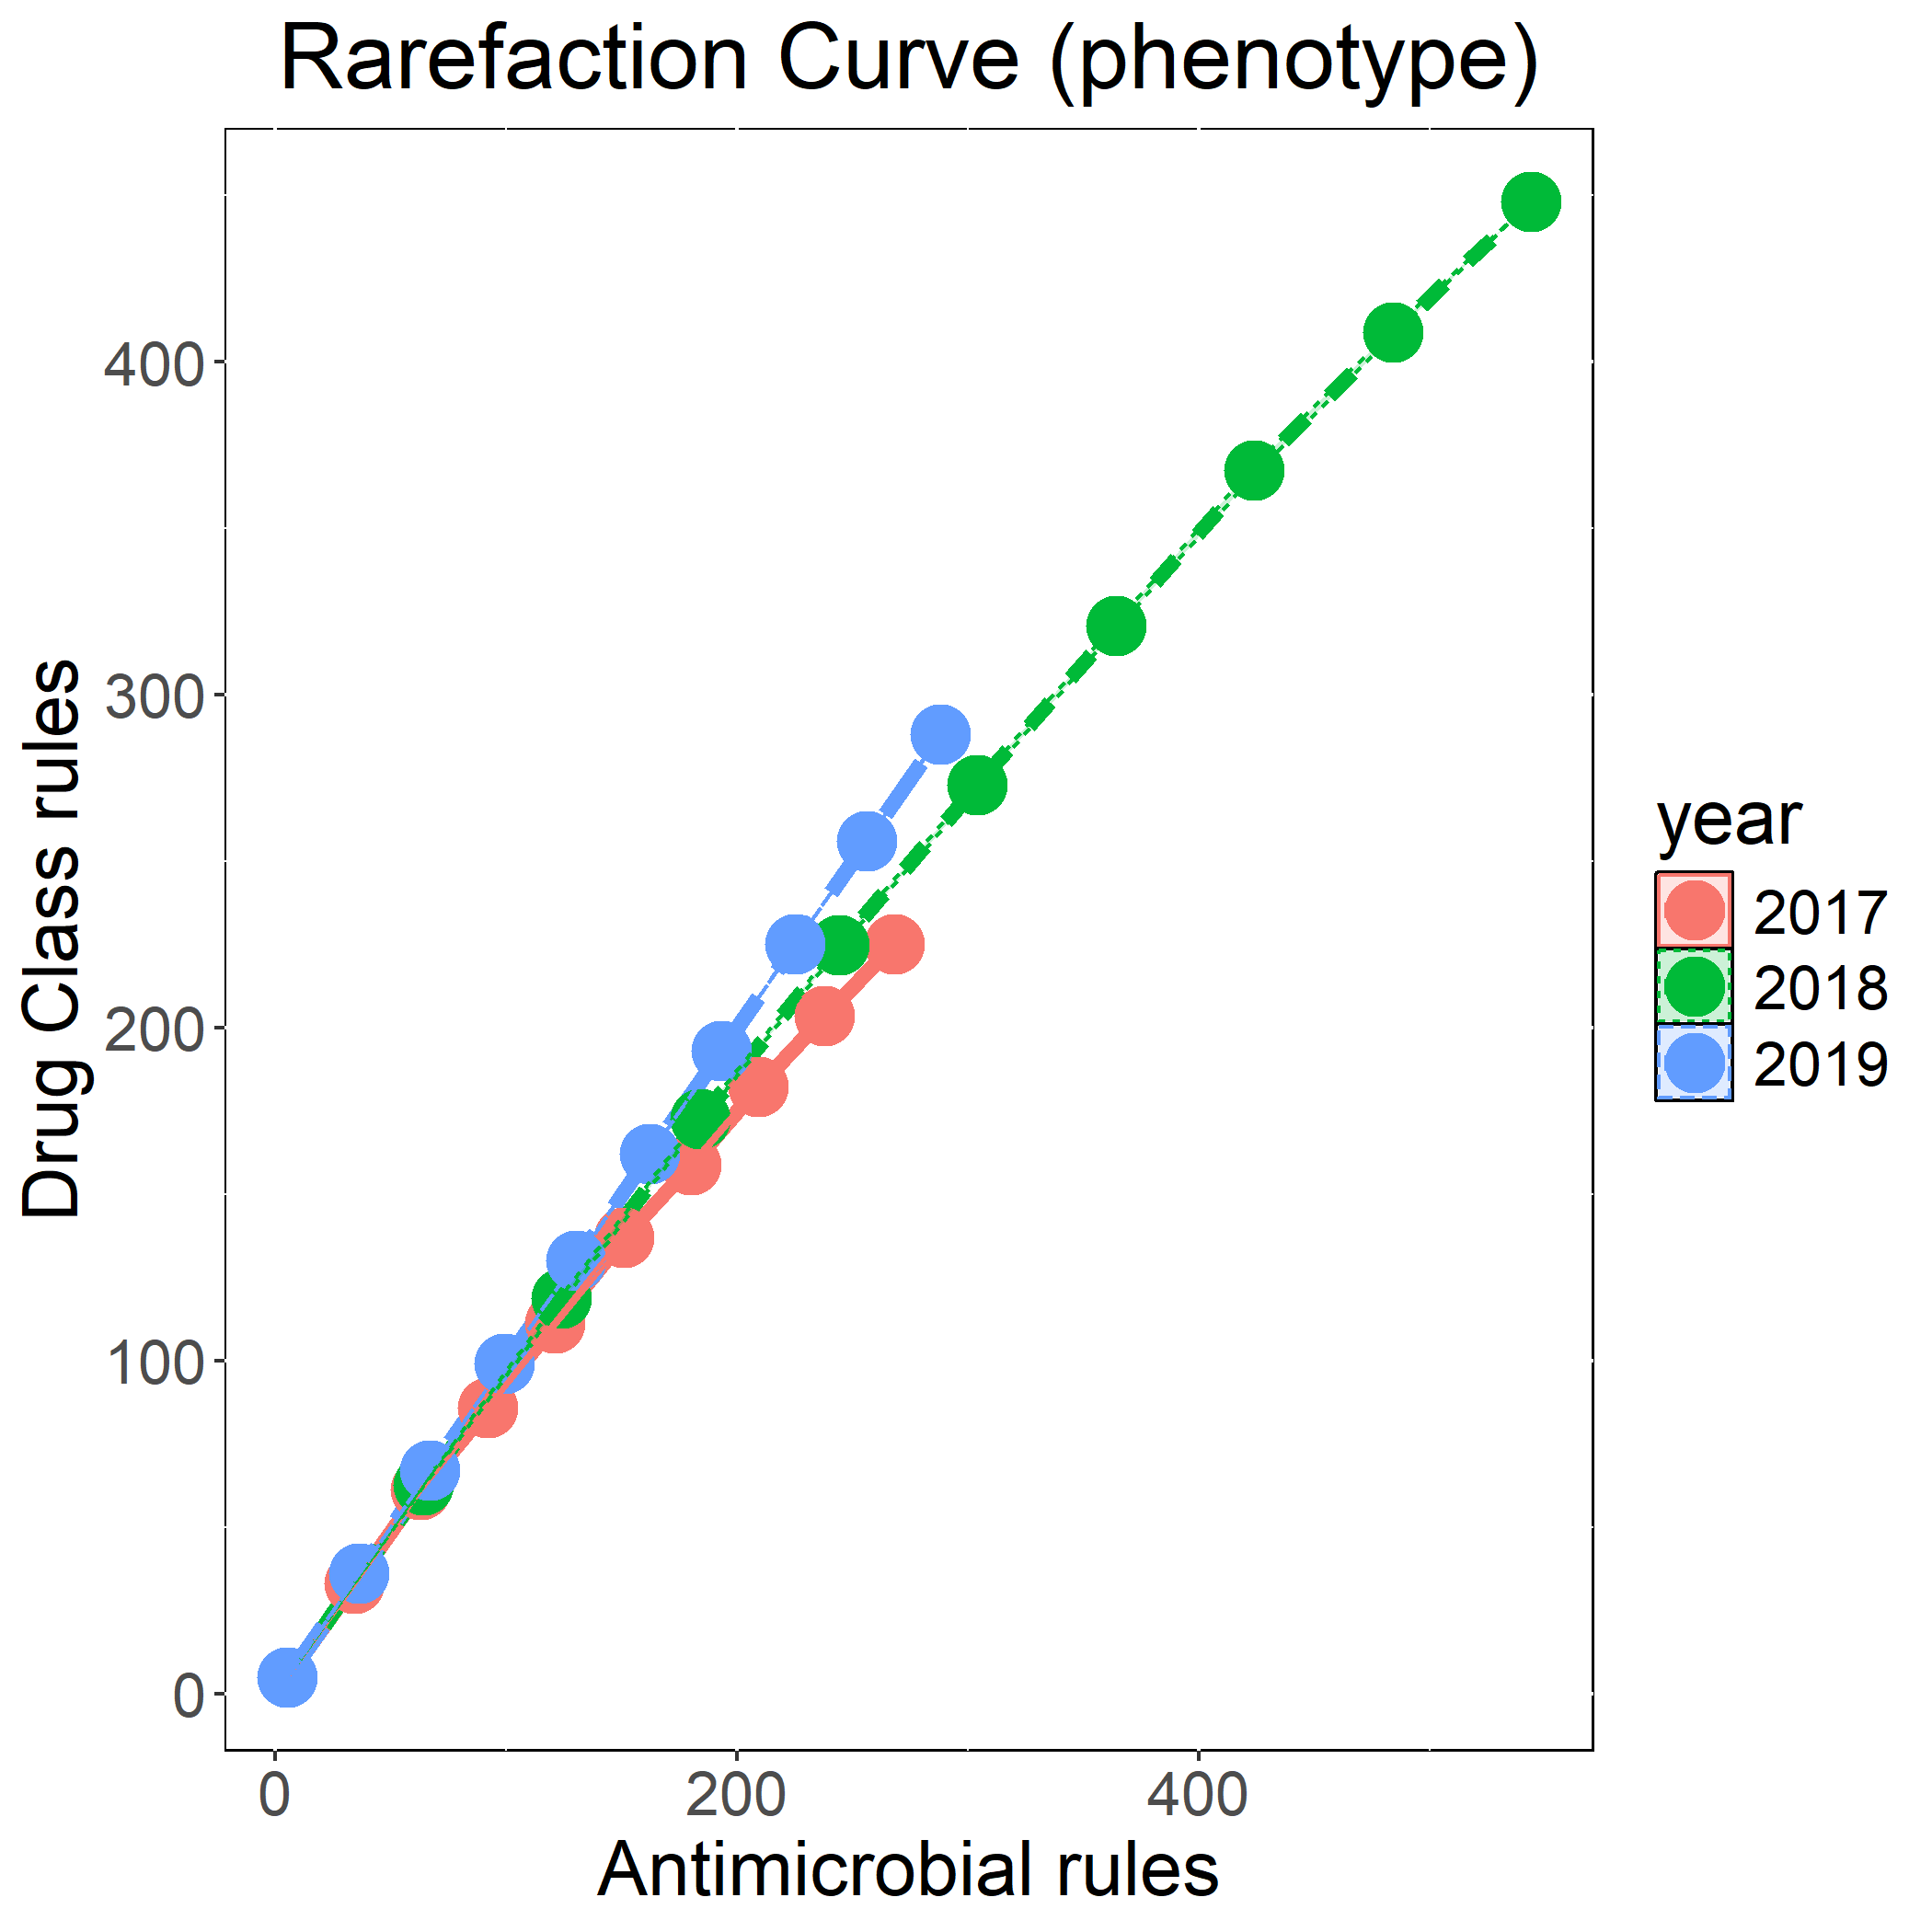 Rarefaction Curve (phenotype)
Drug Class rules
400
300
200
100
0
0
200
400
Antimicrobial rules
year
2017
2018
2019